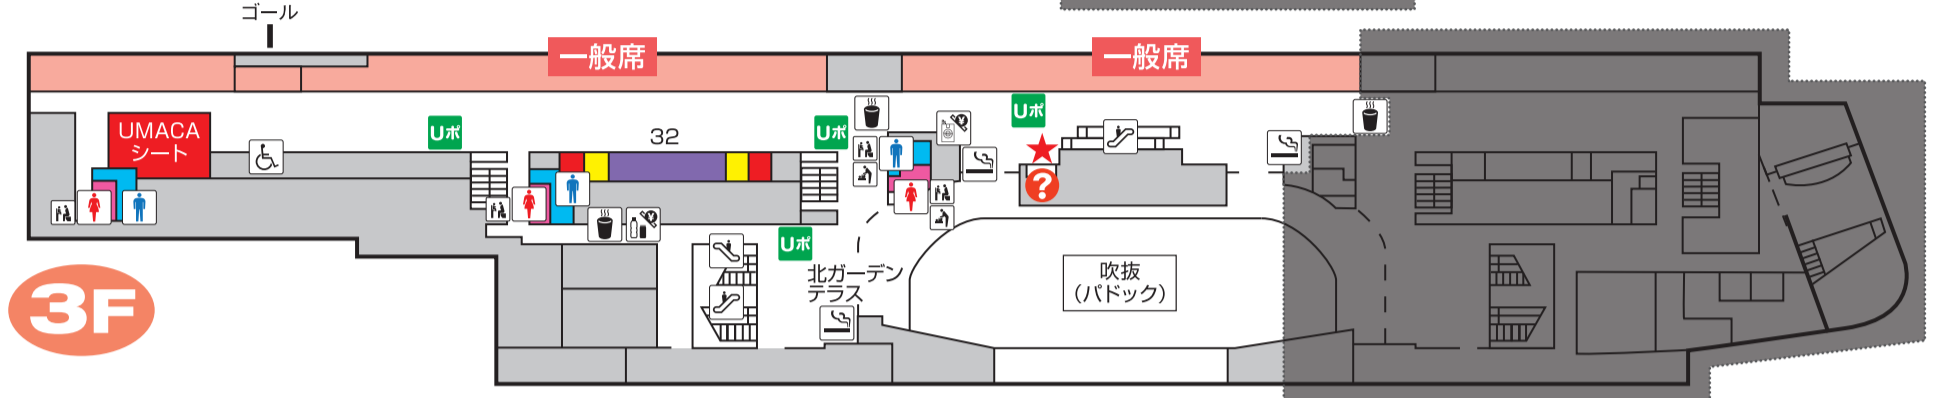 ゴール
一般席
一般席
UMACA
シート
Uポ
32
Uポ
Uポ
?
Uポ
北ガーデン
テラス
吹抜
(パドック)
3F